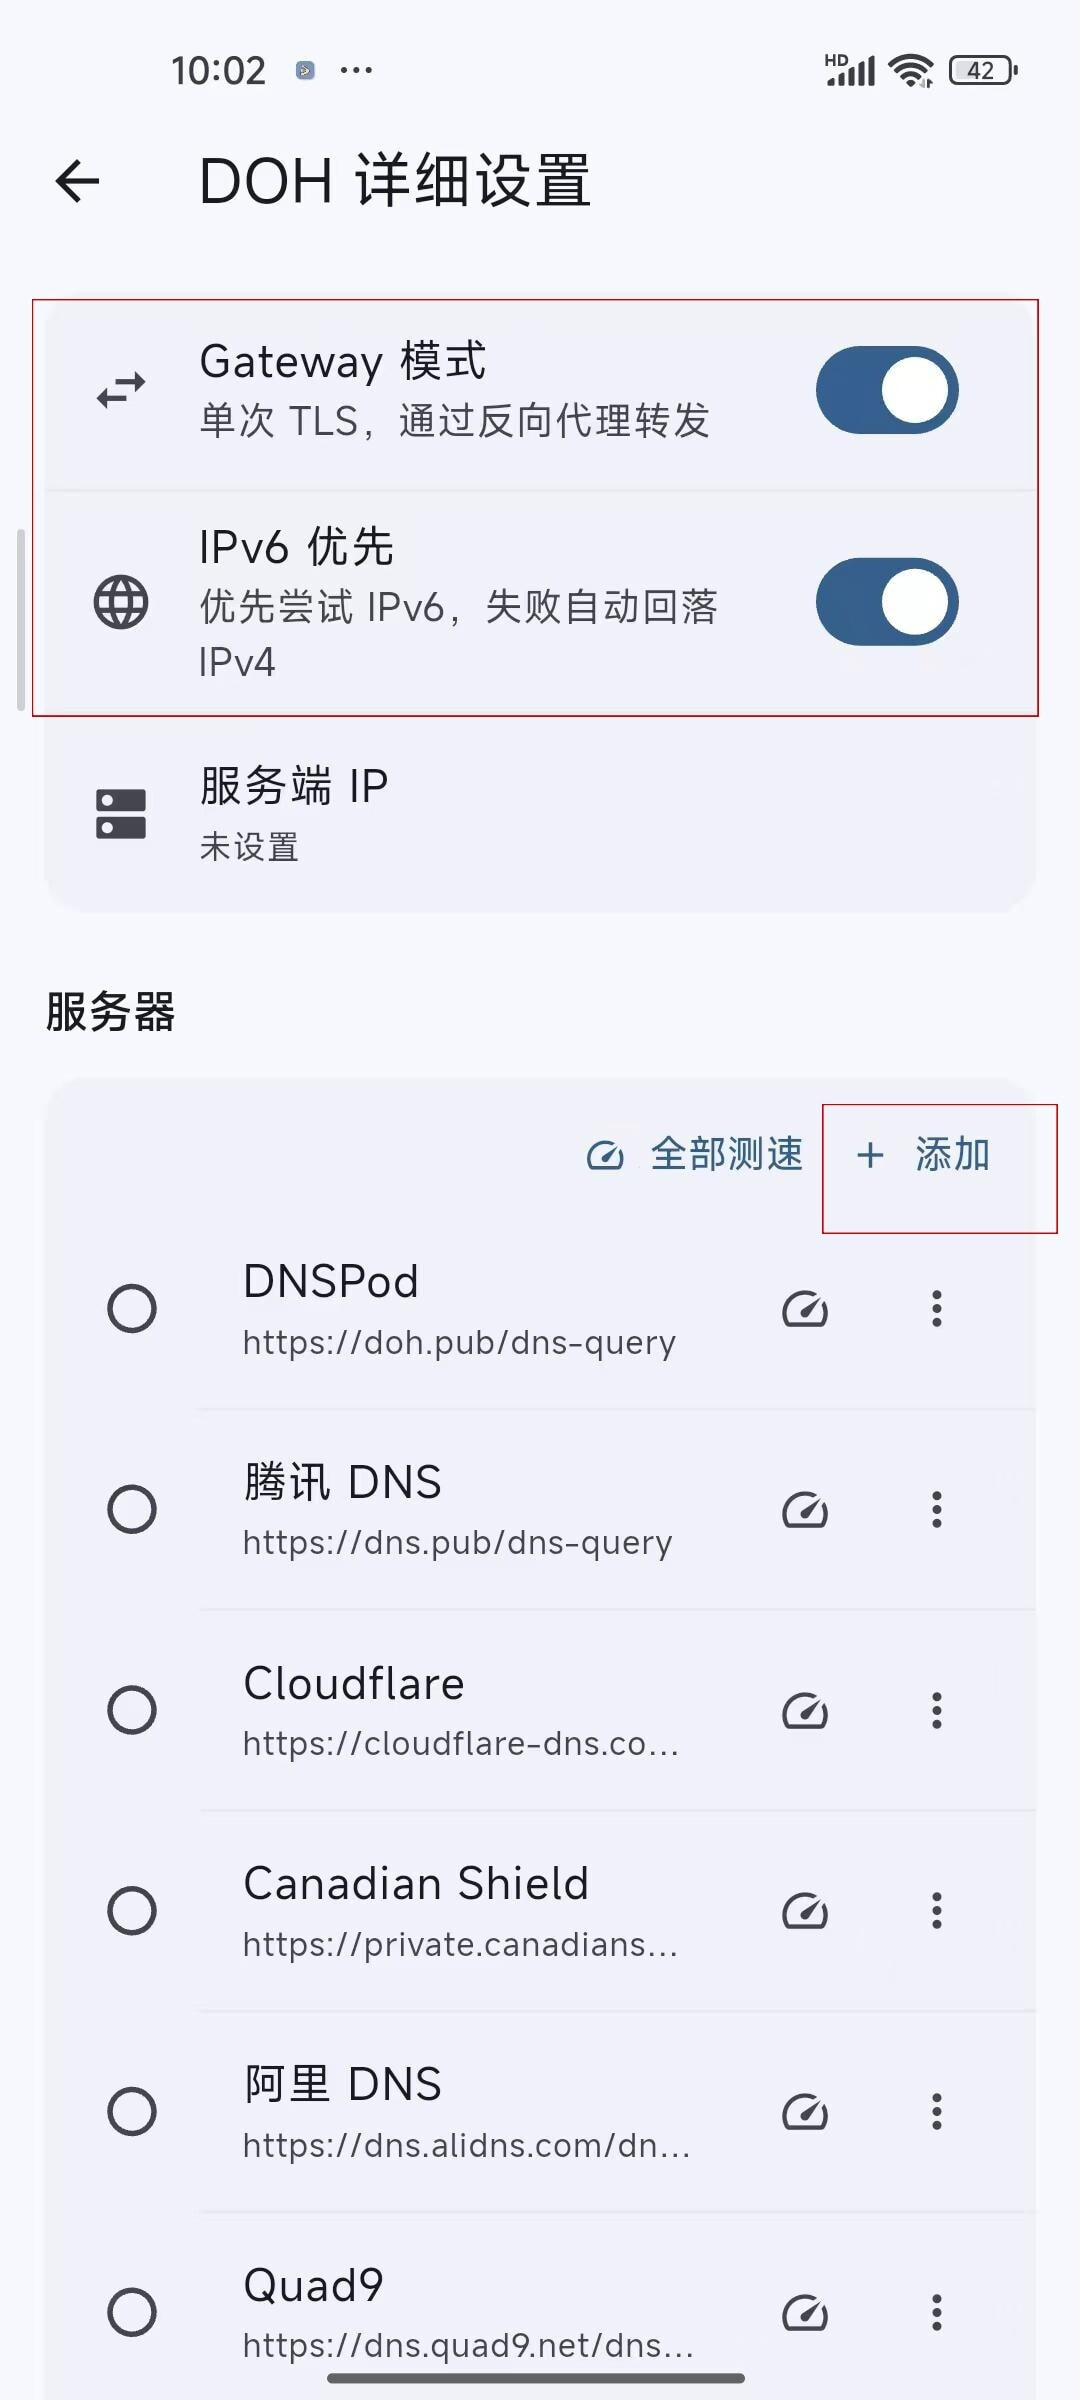 10:02
HD
42
DOH 详细设置
Gateway 模式
单次 TLS，通过反向代理转发
IPv6 优先
优先尝试 IPv6，失败自动回落
IPv4
服务端 IP
未设置
服务器
全部测速
+ 添加
DNSPod
https://doh.pub/dns-query
腾讯 DNS
https://dns.pub/dns-query
Cloudflare
https://cloudflare-dns.co...
Canadian Shield
https://private.canadians...
阿里 DNS
https://dns.alidns.com/dn...
Quad9
https://dns.quad9.net/dns...